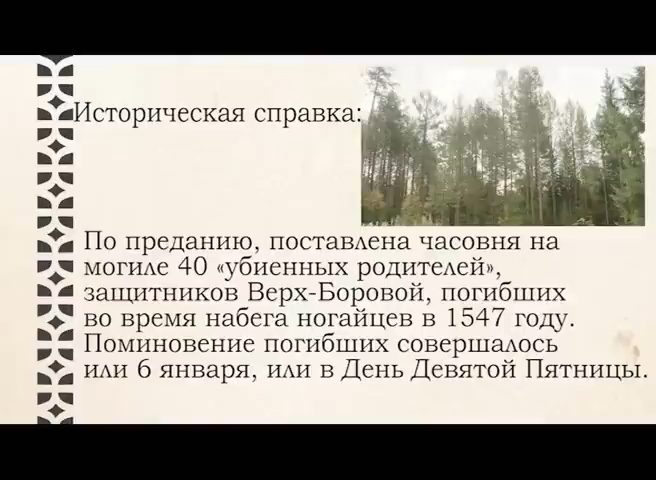 Историческая справка:
По преданию, поставлена часовня на
могиле 40 «убиенных родителей»,
защитников Верх-Боровой, погибших
во время набега ногайцев в 1547 году.
Поминовение погибших совершалось
или 6 января, или в День Девятой Пятницы.